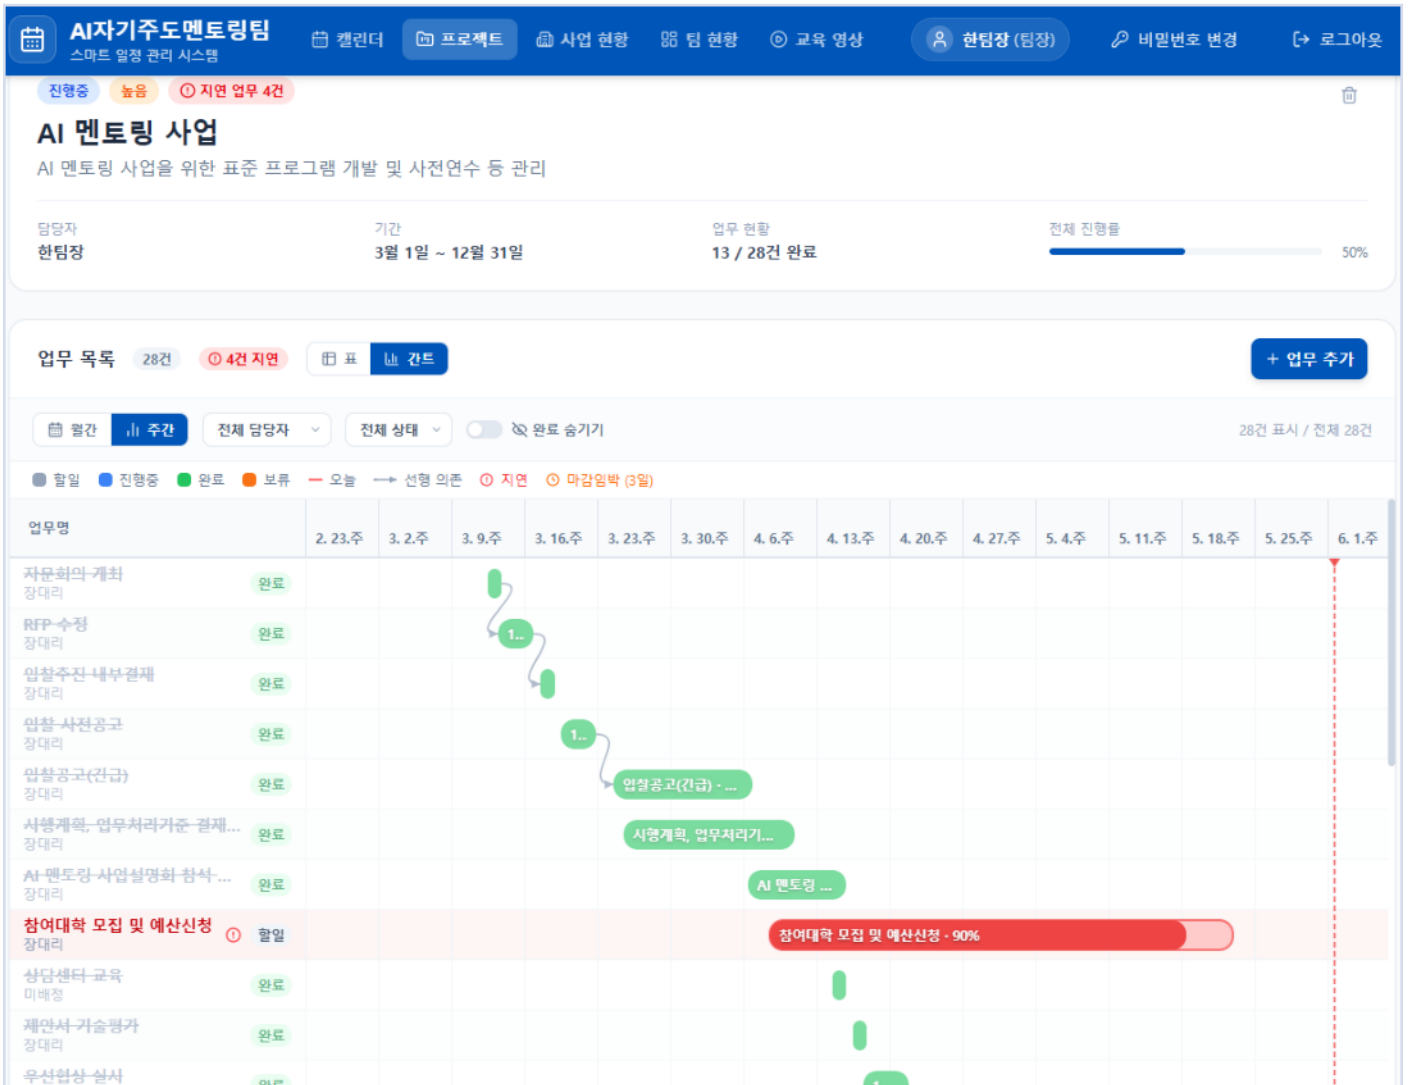 AI자기주도멘토링팀
스마트 일정 관리 시스템
캘린더
프로젝트
사업 현황
팀 현황
교육 영상
한팀장 (팀장)
비밀번호 변경
로그아웃
진행중
높음
지연 업무 4건
AI 멘토링 사업
AI 멘토링 사업을 위한 표준 프로그램 개발 및 사전연수 등 관리
담당자
한팀장
기간
3월 1일 ~ 12월 31일
업무 현황
13 / 28건 완료
전체 진행률
50%
업무 목록
28건
4건 지연
표
간트
+ 업무 추가
월간
주간
전체 담당자
전체 상태
완료 숨기기
28건 표시 / 전체 28건
할일
진행중
완료
보류
오늘
선행 의존
지연
마감임박 (3일)
업무명
2. 23.주
3. 2.주
3. 9.주
3. 16.주
3. 23.주
3. 30.주
4. 6.주
4. 13.주
4. 20.주
4. 27.주
5. 4.주
5. 11.주
5. 18.주
5. 25.주
6. 1.주
자문회의 개최
장대리
완료
RFP 수정
장대리
완료
1..
입찰추진 내부결재
장대리
완료
입찰 사전공고
장대리
완료
1..
입찰공고(긴급)
장대리
완료
입찰공고(긴급) · ...
시행계획, 업무처리기준 결재...
장대리
완료
시행계획, 업무처리기...
AI 멘토링 사업설명회 참석 ...
장대리
완료
AI 멘토링 ...
참여대학 모집 및 예산신청
장대리
할일
참여대학 모집 및 예산신청 · 90%
상담센터 교육
미배정
완료
제안서 기술평가
장대리
완료
우선협상 실시
완료